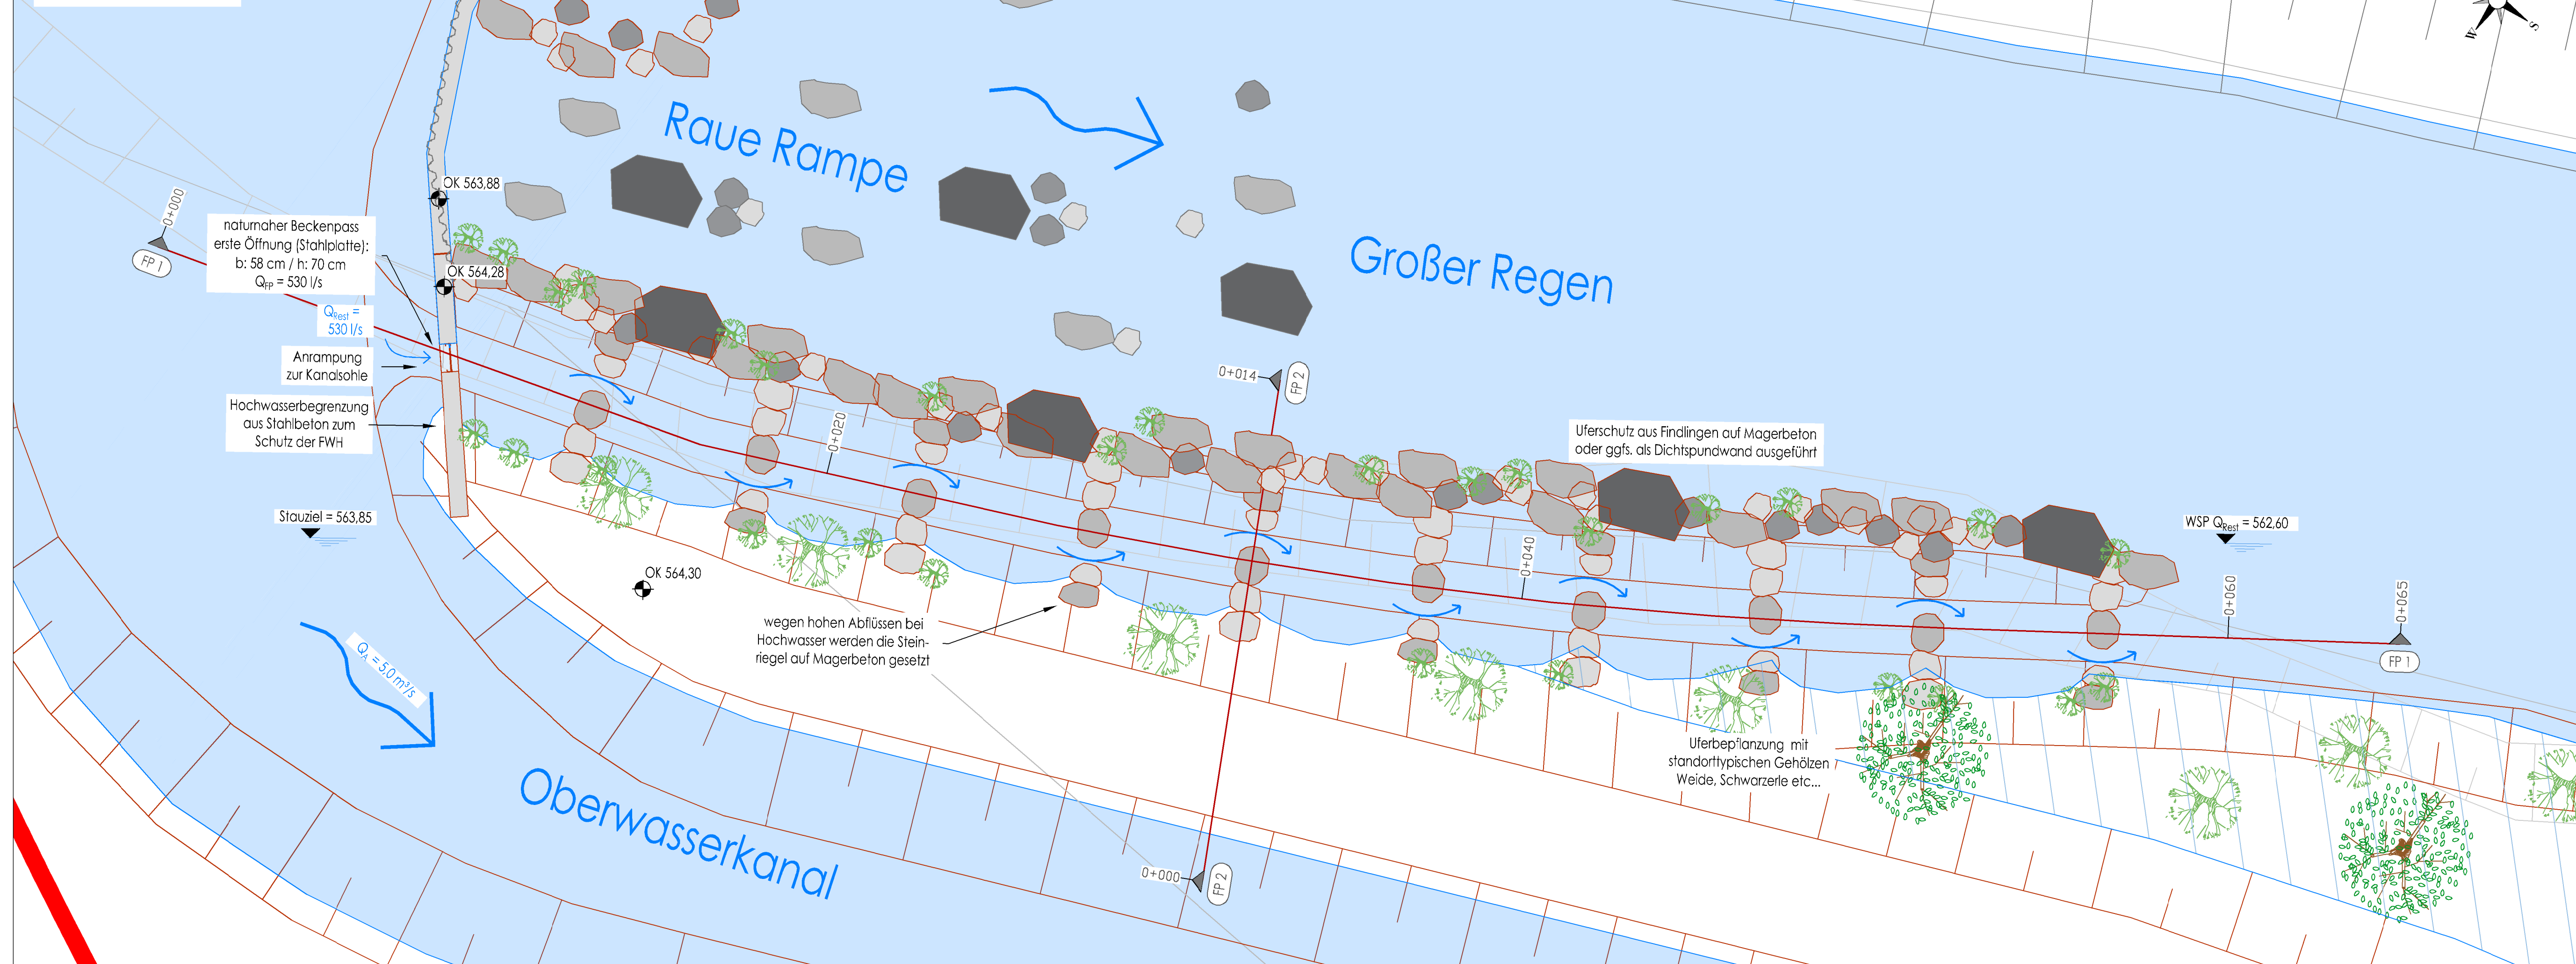 Raue Rampe
Großer Regen
W
S
OK 563,88
0+000
FP 1
naturnaher Beckenpass
erste Öffnung (Stahlplatte):
b: 58 cm / h: 70 cm
QFP = 530 l/s
OK 564,28
QRest =
530 l/s
Anrampung
zur Kanalsohle
Hochwasserbegrenzung
aus Stahlbeton zum
Schutz der FWH
Stauziel = 563,85
OK 564,30
QA = 5,0 m³/s
Oberwasserkanal
0+020
0+014
FP 2
wegen hohen Abflüssen bei
Hochwasser werden die Stein-
riegel auf Magerbeton gesetzt
0+000
FP 2
Uferschutz aus Findlingen auf Magerbeton
oder ggfs. als Dichtspundwand ausgeführt
0+040
Uferbepflanzung mit
standorttypischen Gehölzen
Weide, Schwarzerle etc...
WSP QRest = 562,60
0+060
0+065
FP 1